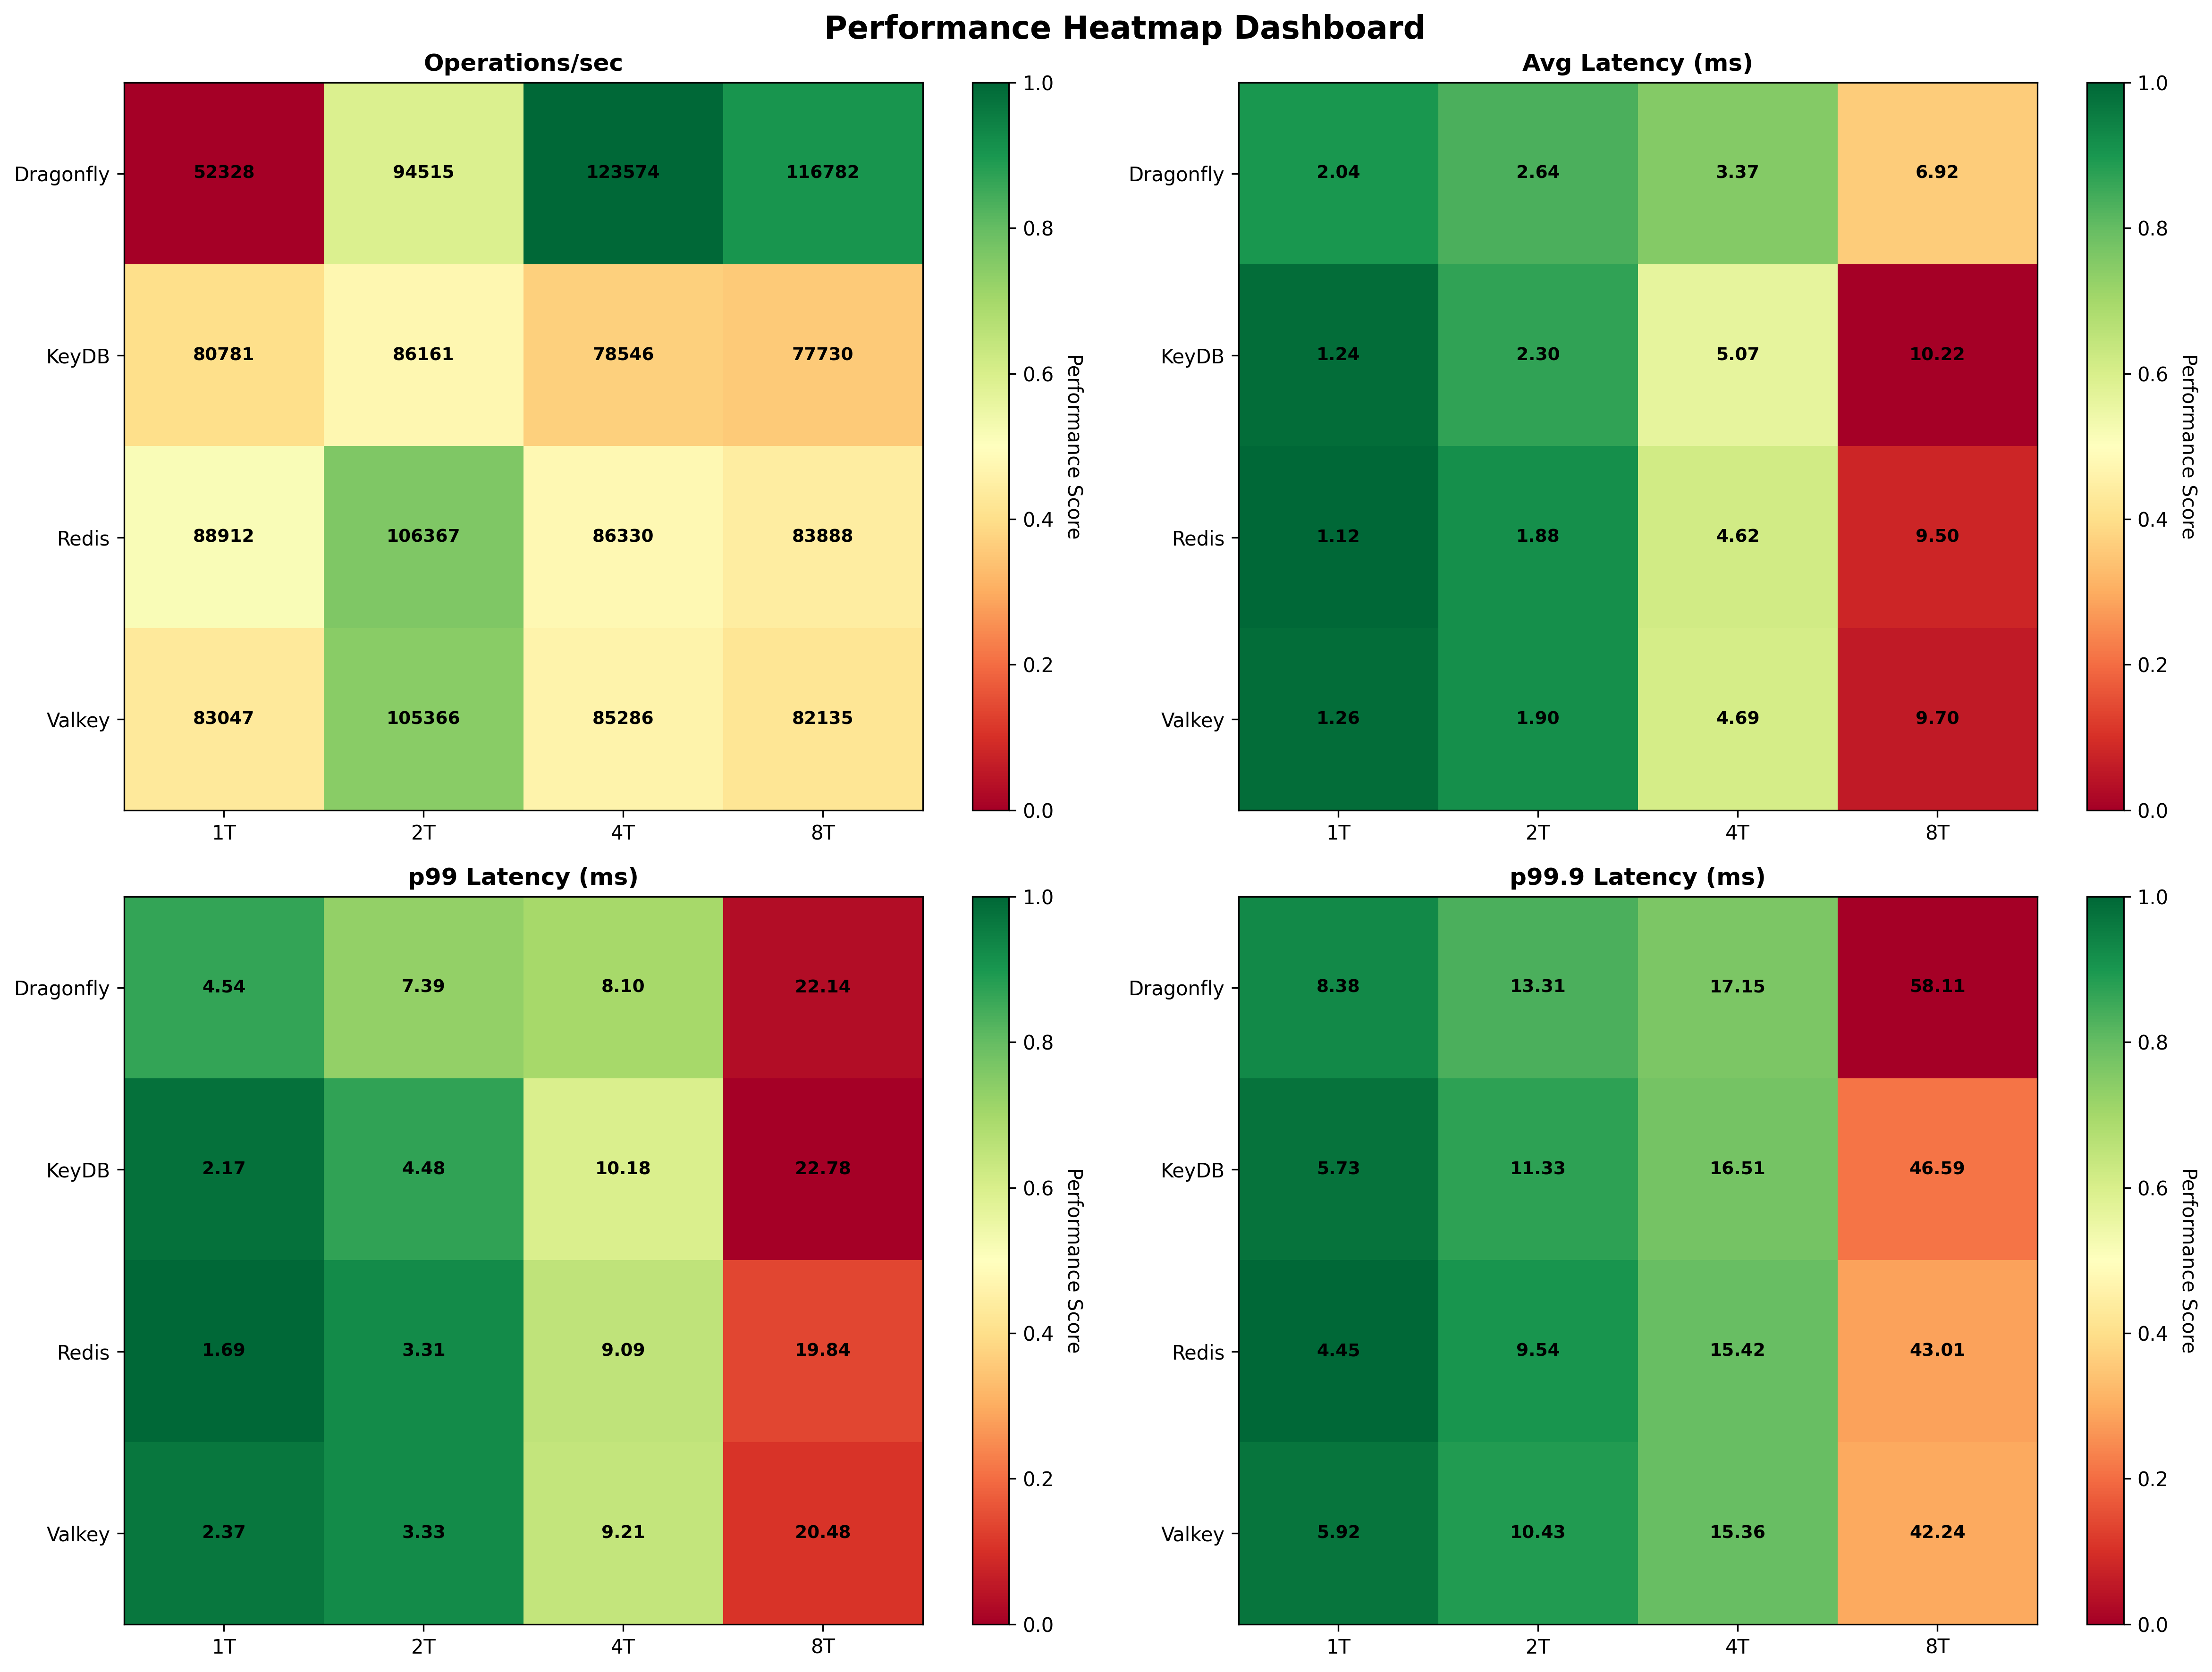 Performance Heatmap Dashboard
Operations/sec
Dragonfly 52328 94515 123574 116782
KeyDB 80781 86161 78546 77730
Redis 88912 106367 86330 83888
Valkey 83047 105366 85286 82135
1T 2T 4T 8T
1.0
0.8
0.6
0.4
0.2
0.0
Performance Score
Avg Latency (ms)
Dragonfly 2.04 2.64 3.37 6.92
KeyDB 1.24 2.30 5.07 10.22
Redis 1.12 1.88 4.62 9.50
Valkey 1.26 1.90 4.69 9.70
1T 2T 4T 8T
1.0
0.8
0.6
0.4
0.2
0.0
Performance Score
p99 Latency (ms)
Dragonfly 4.54 7.39 8.10 22.14
KeyDB 2.17 4.48 10.18 22.78
Redis 1.69 3.31 9.09 19.84
Valkey 2.37 3.33 9.21 20.48
1T 2T 4T 8T
1.0
0.8
0.6
0.4
0.2
0.0
Performance Score
p99.9 Latency (ms)
Dragonfly 8.38 13.31 17.15 58.11
KeyDB 5.73 11.33 16.51 46.59
Redis 4.45 9.54 15.42 43.01
Valkey 5.92 10.43 15.36 42.24
1T 2T 4T 8T
1.0
0.8
0.6
0.4
0.2
0.0
Performance Score